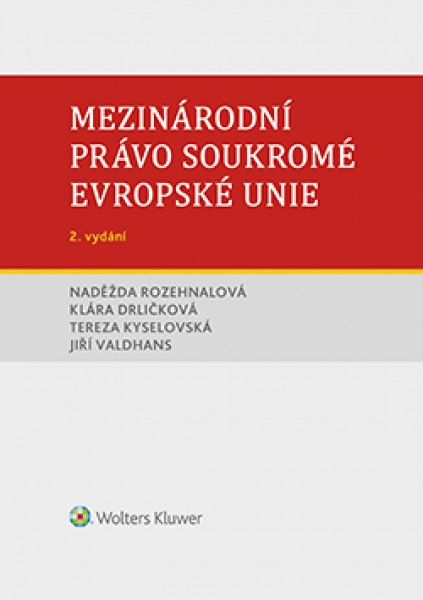 MEZINÁRODNÍ
PRÁVO SOUKROMÉ
EVROPSKÉ UNIE
2. vydání
NADĚŽDA ROZEHNALOVÁ
KLÁRA DRLIČKOVÁ
TEREZA KYSELOVSKÁ
JIŘÍ VALDHANS
Wolters Kluwer